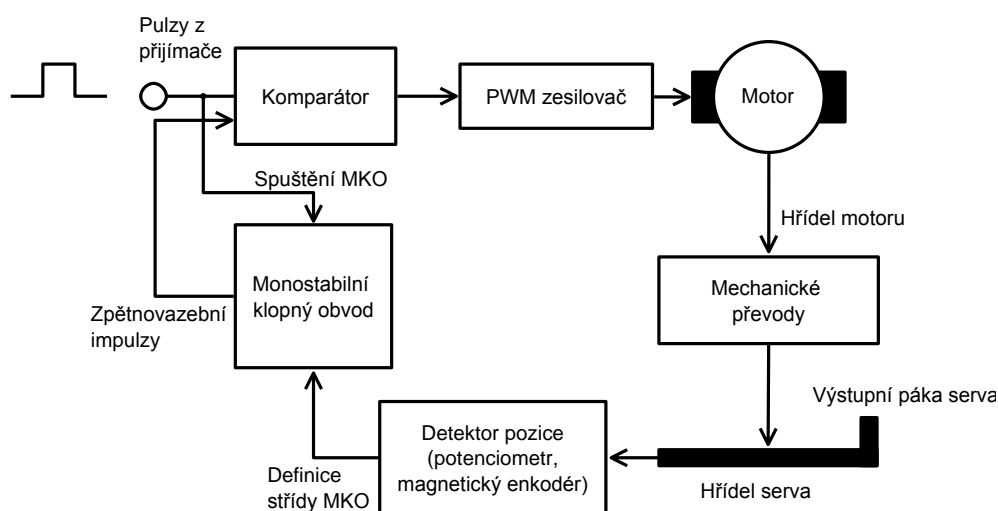 Pulzy z
přijímače
Komparátor
PWM zesilovač
Motor
Spuštění MKO
Hřídel motoru
Monostabilní
klopný obvod
Mechanické
převody
Zpětnovazební
impulzy
Výstupní páka serva
Detektor pozice
(potenciometr,
magnetický enkodér)
Definice
střídy MKO
Hřídel serva